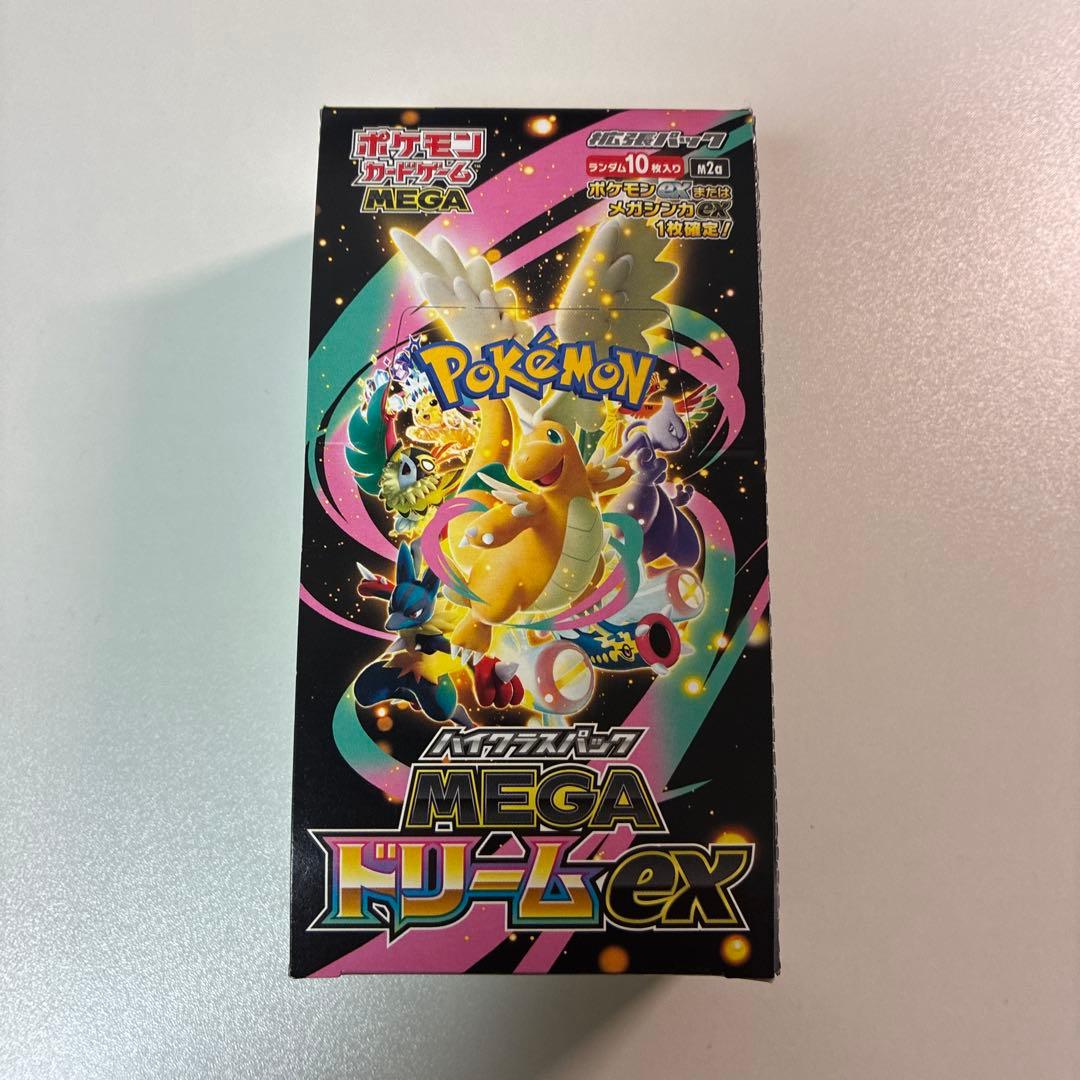 ポケモン
カードゲーム™
MEGA
拡張パック
ランダム10枚入り M2a
ポケモンexまたは
メガシンカex
1枚確定!
POKéMON™
ハイクラスパック
MEGA
ドリームex